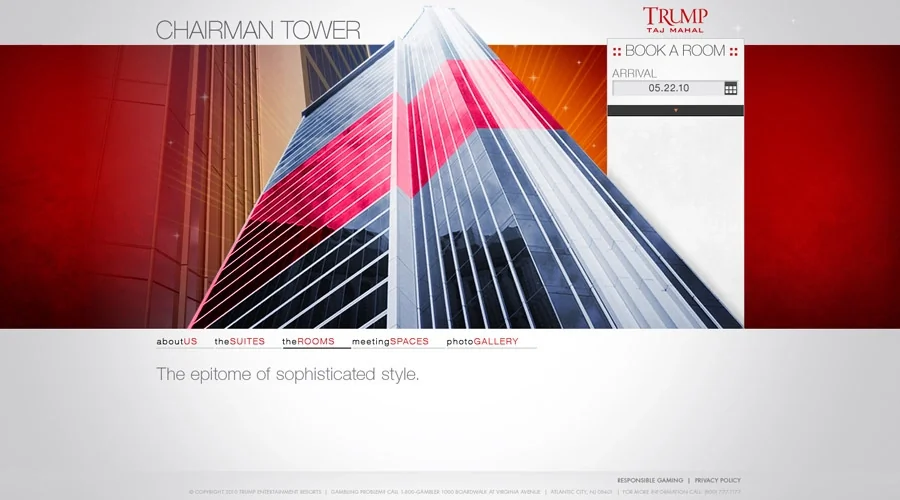 CHAIRMAN TOWER
TRUMP
TAJ MAHAL
BOOK A ROOM
ARRIVAL
05.22.10
aboutUS theSUITES theROOMS meetingSPACES photoGALLERY
The epitome of sophisticated style.
RESPONSIBLE GAMING | PRIVACY POLICY
© COPYRIGHT 2010 TRUMP ENTERTAINMENT RESORTS | GAMBLING PROBLEM? CALL 1-800-GAMBLER 1000 BOARDWALK AT VIRGINIA AVENUE | ATLANTIC CITY, NJ 08401 | FOR MORE INFORMATION CALL